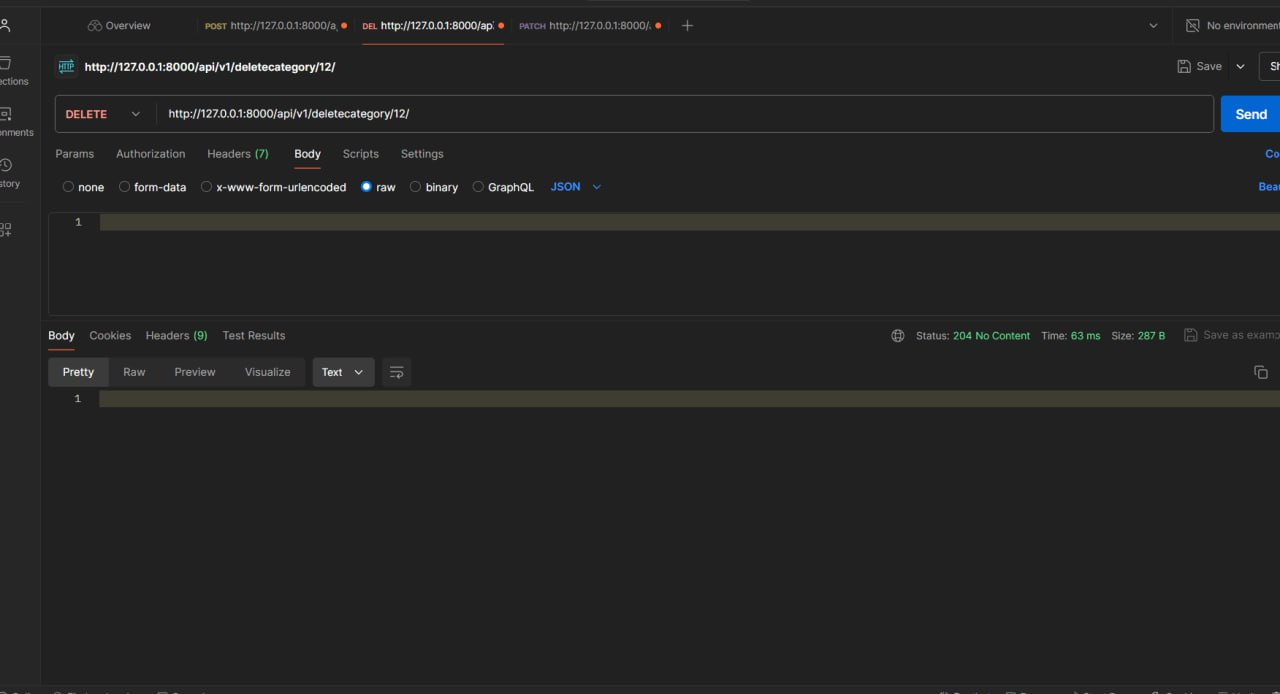 Overview POST http://127.0.0.1:8000/a DEL http://127.0.0.1:8000/ap PATCH http://127.0.0.1:8000/ No environment
http://127.0.0.1:8000/api/v1/deletecategory/12/ Save Sh
ections
DELETE http://127.0.0.1:8000/api/v1/deletecategory/12/ Send
onments
Params Authorization Headers (7) Body Scripts Settings Co
story
none form-data x-www-form-urlencoded raw binary GraphQL JSON Bea
1
Body Cookies Headers (9) Test Results Status: 204 No Content Time: 63 ms Size: 287 B Save as examp
Pretty Raw Preview Visualize Text
1